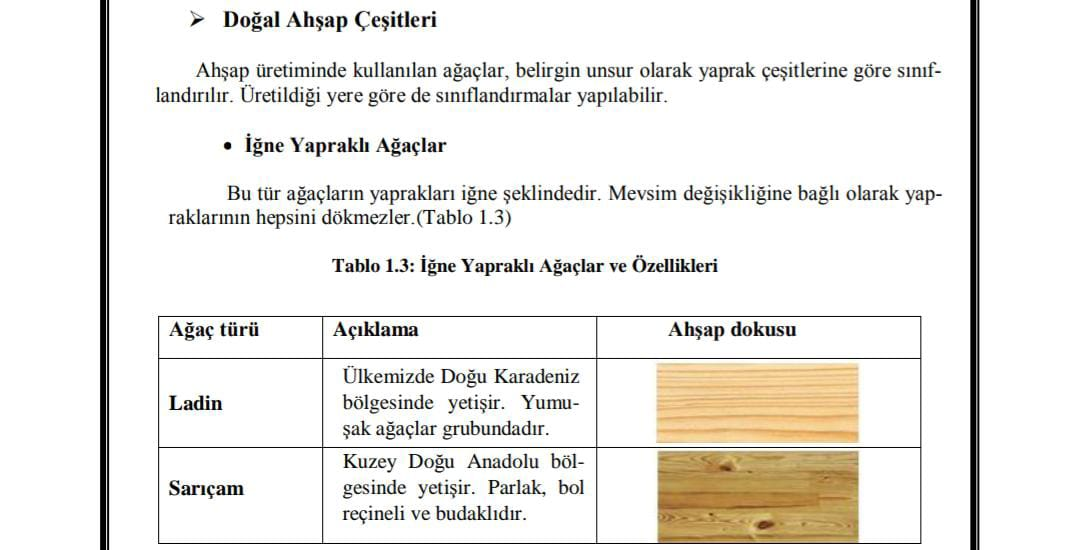 ➢ Doğal Ahşap Çeşitleri
Ahşap üretiminde kullanılan ağaçlar, belirgin unsur olarak yaprak çeşitlerine göre sınıf-
landırılır. Üretildiği yere göre de sınıflandırmalar yapılabilir.
• İğne Yapraklı Ağaçlar
Bu tür ağaçların yaprakları iğne şeklindedir. Mevsim değişikliğine bağlı olarak yap-
raklarının hepsini dökmezler.(Tablo 1.3)
Tablo 1.3: İğne Yapraklı Ağaçlar ve Özellikleri
Ağaç türü Açıklama Ahşap dokusu
Ladin
Ülkemizde Doğu Karadeniz
bölgesinde yetişir. Yumu-
şak ağaçlar grubundadır.
Sarıçam
Kuzey Doğu Anadolu böl-
gesinde yetişir. Parlak, bol
reçineli ve budaklıdır.